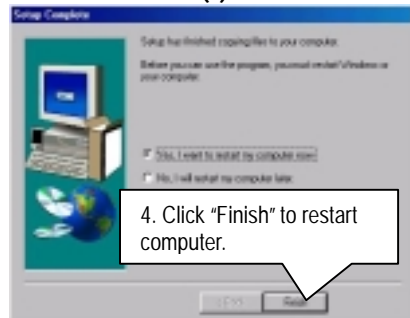 Setup Complete
Setup has finished copying files to your computer.
Before you can use the program, you must restart Windows or
your computer.
Yes, I want to restart my computer now.
No, I will restart my computer later.
4. Click “Finish” to restart
computer.
Finish